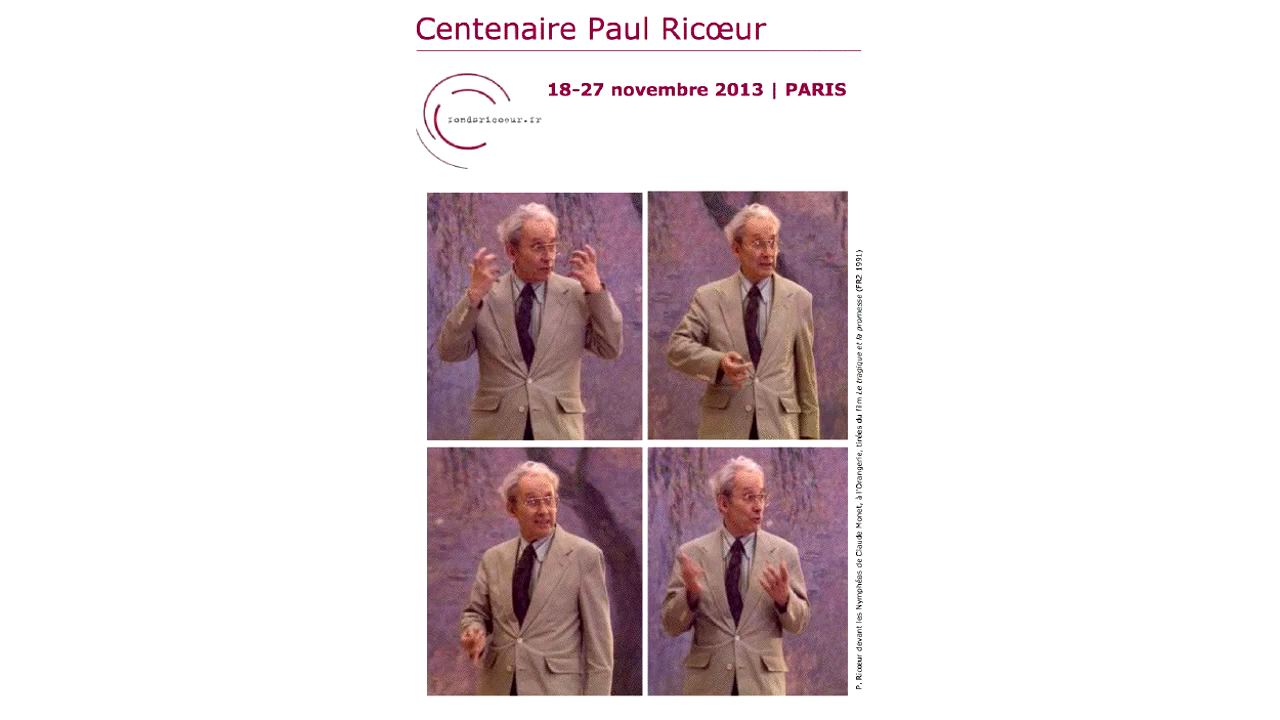 Centenaire Paul Ricœur
18-27 novembre 2013 | PARIS
fondsricoeur.fr
P. Ricœur devant les Nymphéas de Claude Monet, à l'Orangerie, tirées du film Le tragique et la promesse (FR2 1991)